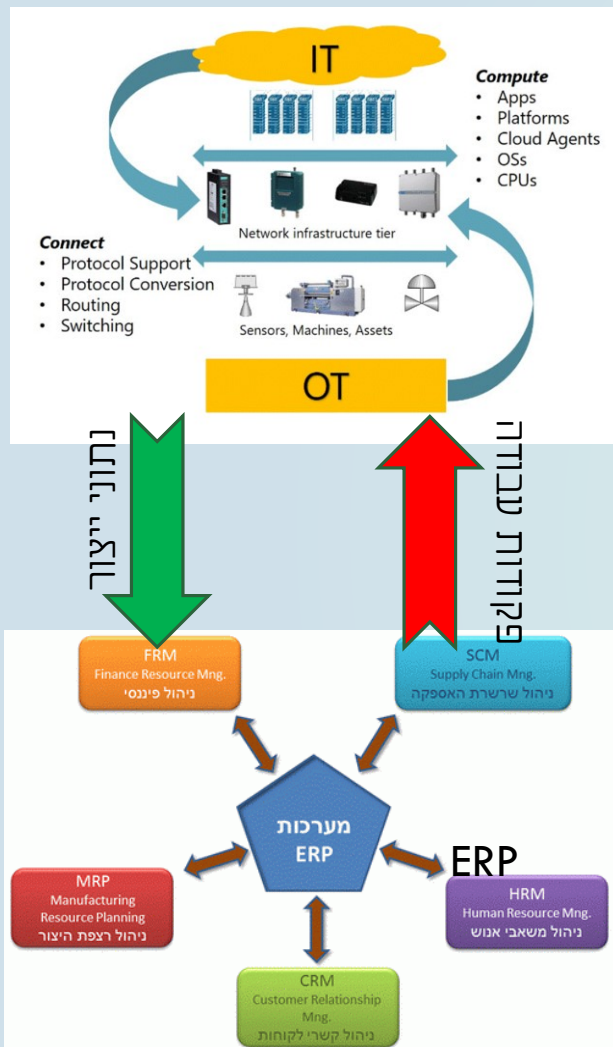 IT
Compute
• Apps
• Platforms
• Cloud Agents
• OSs
• CPUs
Network infrastructure tier
Connect
• Protocol Support
• Protocol Conversion
• Routing
• Switching
Sensors, Machines, Assets
OT
נתוני ייצור
פקודות עבודה
FRM
Finance Resource Mng.
ניהול פיננסי
SCM
Supply Chain Mng.
ניהול שרשרת האספקה
מערכות
ERP
ERP
MRP
Manufacturing
Resource Planning
ניהול רצפת היצור
HRM
Human Resource Mng.
ניהול משאבי אנוש
CRM
Customer Relationship
Mng.
ניהול קשרי לקוחות